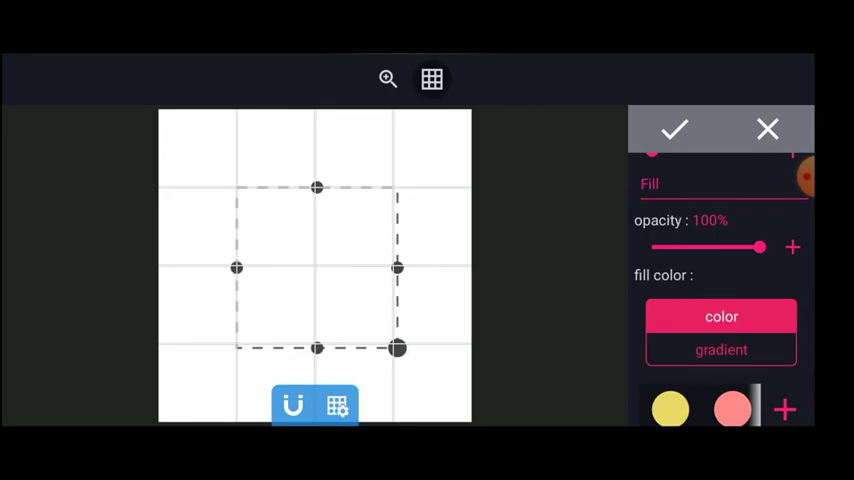 Fill
opacity : 100%
fill color :
color
gradient